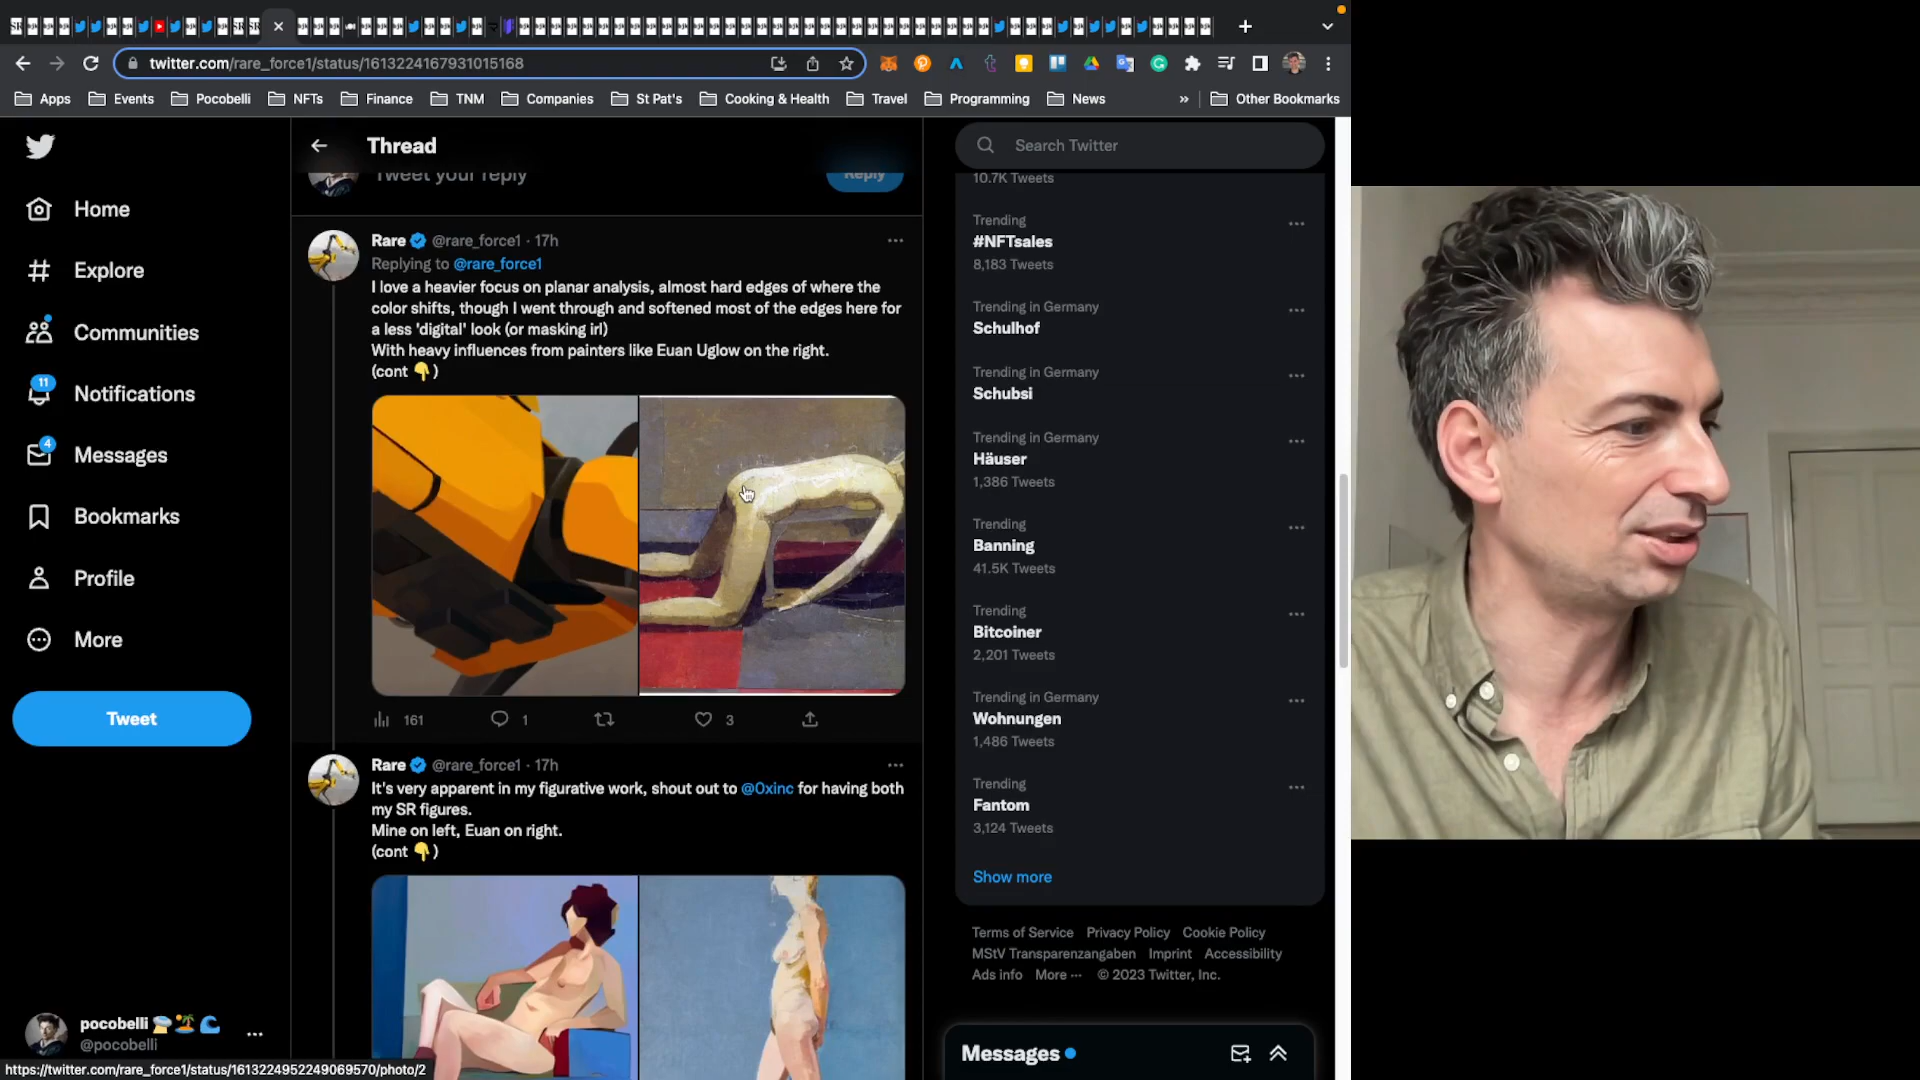 twitter.com/rare_force1/status/1613224167931015168
Apps
Events
Pocobelli
NFTs
Finance
TNM
Companies
St Pat's
Cooking & Health
Travel
Programming
News
»
Other Bookmarks
Home
Explore
Communities
11
Notifications
4
Messages
Bookmarks
Profile
More
Tweet
pocobelli
@pocobelli
https://twitter.com/rare_force1/status/1613224952249069570/photo/2
Thread
Tweet your reply
Reply
Rare @rare_force1 · 17h
Replying to @rare_force1
I love a heavier focus on planar analysis, almost hard edges of where the
color shifts, though I went through and softened most of the edges here for
a less 'digital' look (or masking irl)
With heavy influences from painters like Euan Uglow on the right.
(cont 👇)
161 1 3
Rare @rare_force1 · 17h
It's very apparent in my figurative work, shout out to @0xinc for having both
my SR figures.
Mine on left, Euan on right.
(cont 👇)
Search Twitter
10.7K Tweets
Trending
#NFTsales
8,183 Tweets
Trending in Germany
Schulhof
Trending in Germany
Schubsi
Trending in Germany
Häuser
1,386 Tweets
Trending
Banning
41.5K Tweets
Trending
Bitcoiner
2,201 Tweets
Trending in Germany
Wohnungen
1,486 Tweets
Trending
Fantom
3,124 Tweets
Show more
Terms of Service Privacy Policy Cookie Policy
MStV Transparenzangaben Imprint Accessibility
Ads info More ··· © 2023 Twitter, Inc.
Messages